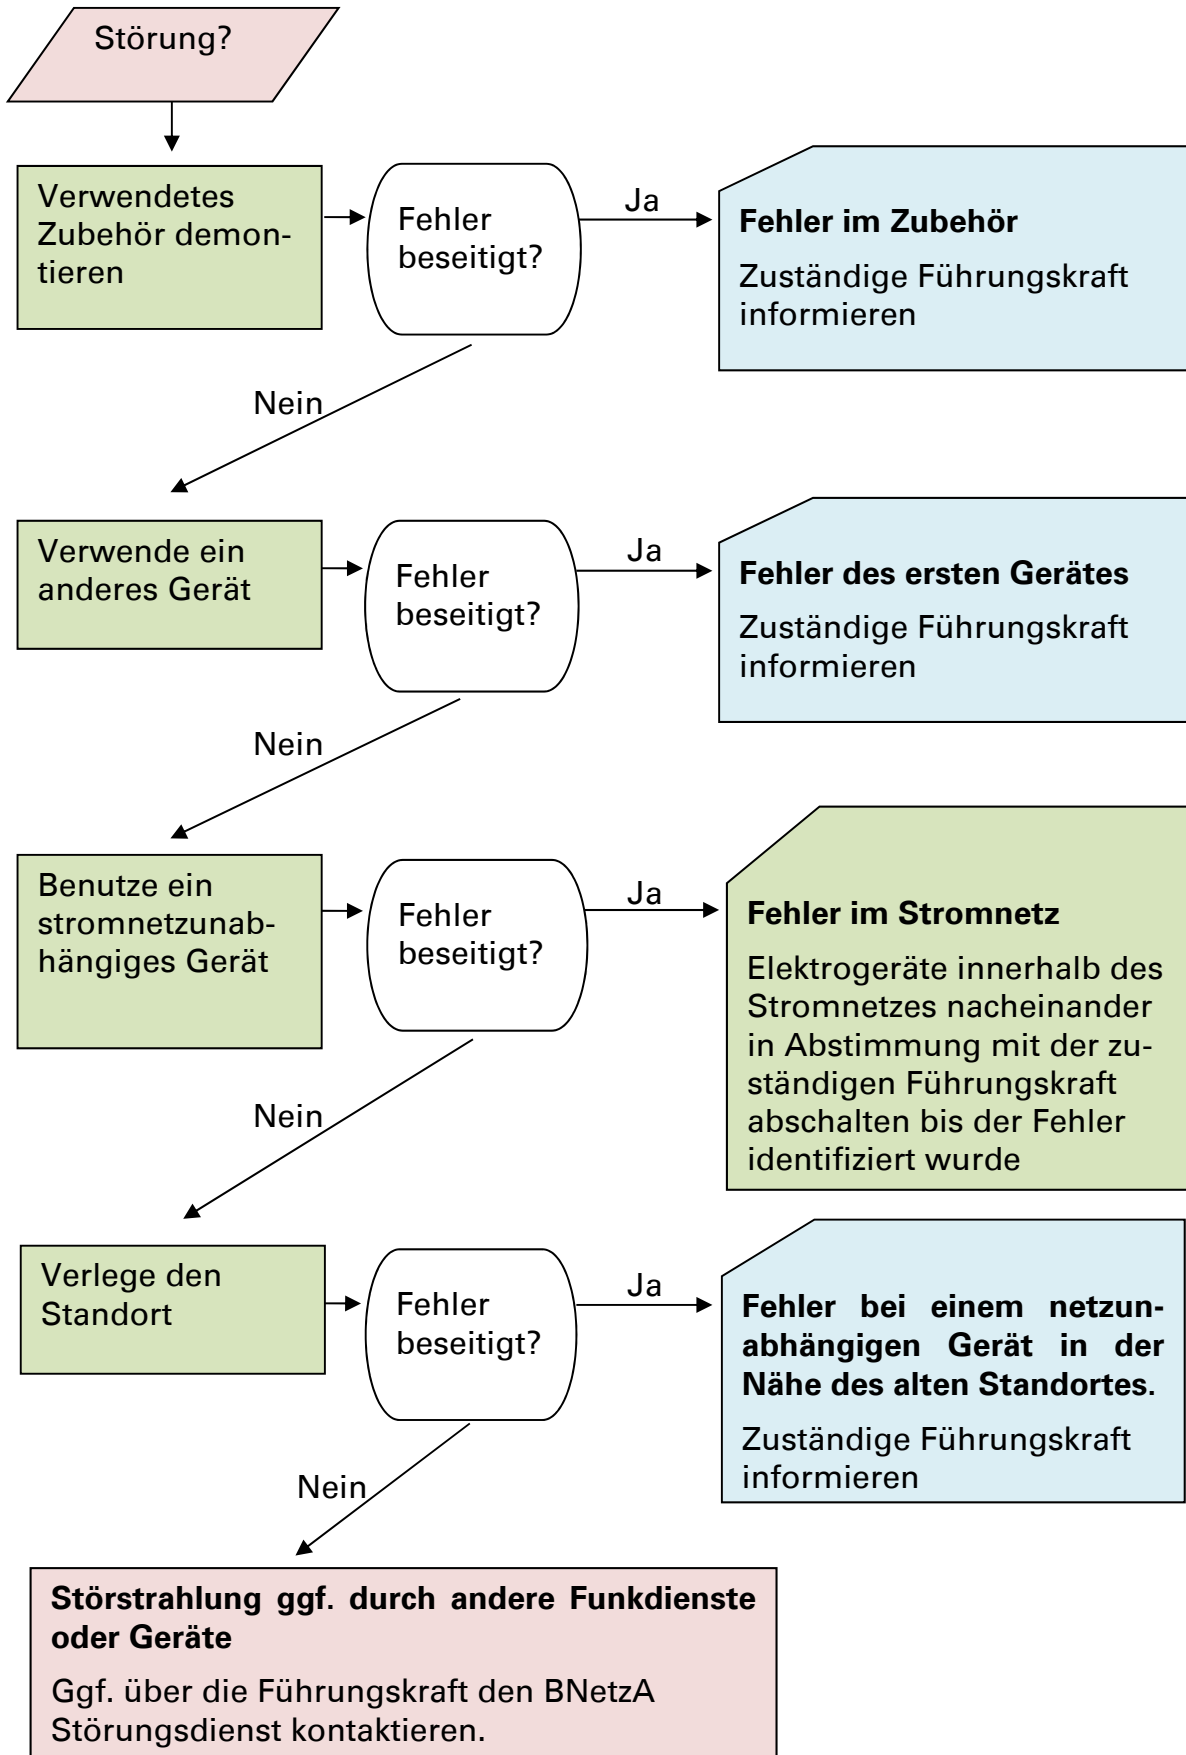 Störung?
Verwendetes
Zubehör demon-
tieren
Fehler
beseitigt?
Ja
Fehler im Zubehör
Zuständige Führungskraft
informieren
Nein
Verwende ein
anderes Gerät
Fehler
beseitigt?
Ja
Fehler des ersten Gerätes
Zuständige Führungskraft
informieren
Nein
Benutze ein
stromnetzunab-
hängiges Gerät
Fehler
beseitigt?
Ja
Fehler im Stromnetz
Elektrogeräte innerhalb des
Stromnetzes nacheinander
in Abstimmung mit der zu-
ständigen Führungskraft
abschalten bis der Fehler
identifiziert wurde
Nein
Verlege den
Standort
Fehler
beseitigt?
Ja
Fehler bei einem netzun-
abhängigen Gerät in der
Nähe des alten Standortes.
Zuständige Führungskraft
informieren
Nein
Störstrahlung ggf. durch andere Funkdienste
oder Geräte
Ggf. über die Führungskraft den BNetzA
Störungsdienst kontaktieren.